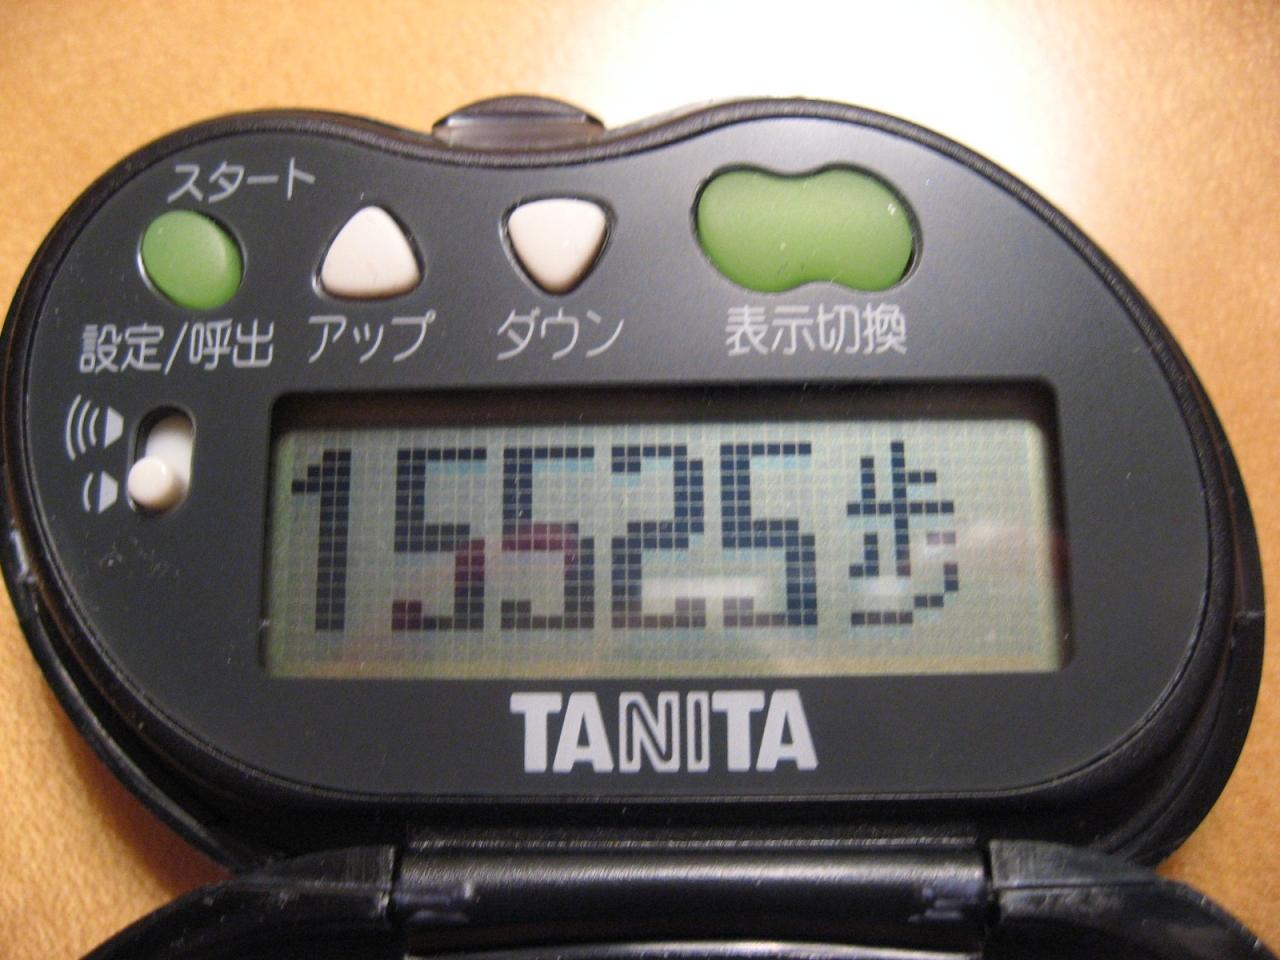 スタート
設定/呼出 アップ ダウン 表示切換
15525歩
TANITA